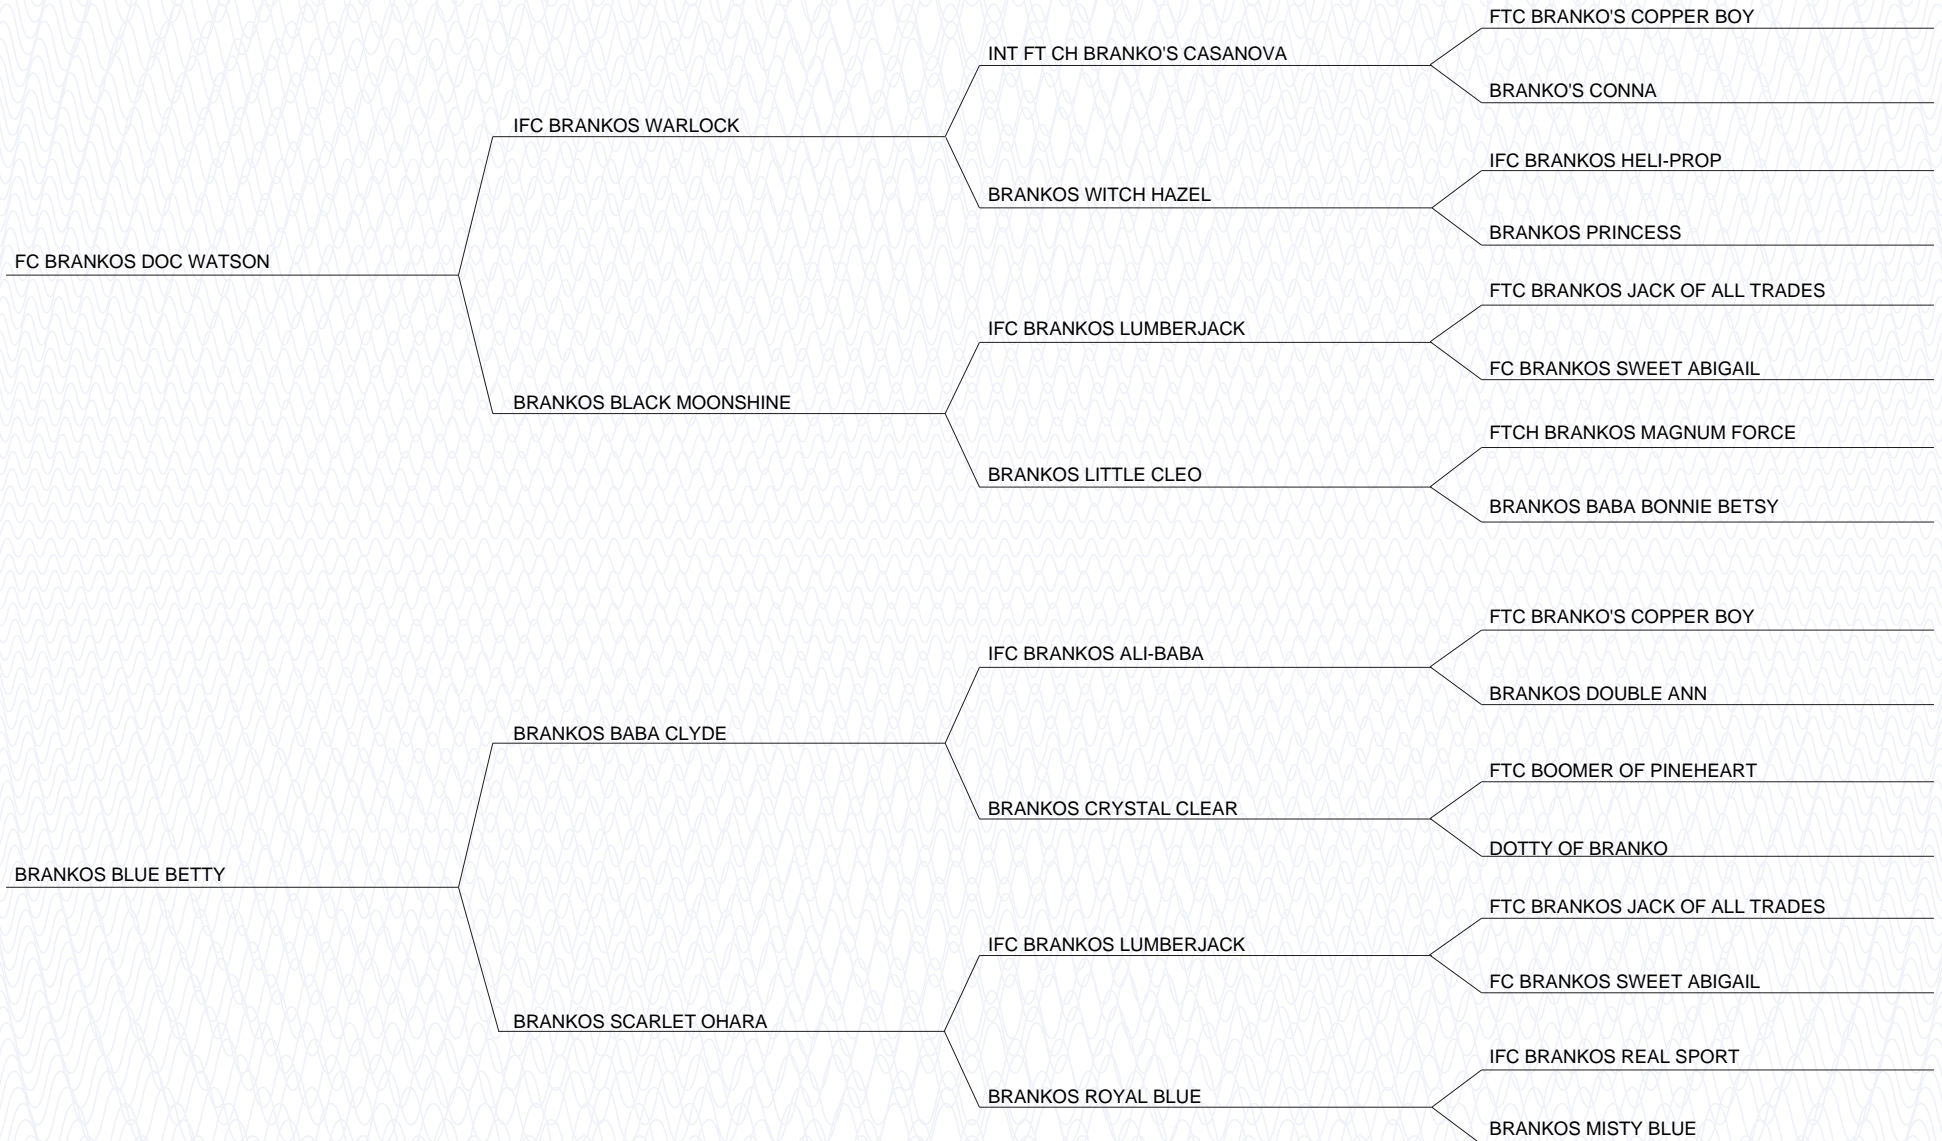 FTC BRANKO'S COPPER BOY
INT FT CH BRANKO'S CASANOVA
BRANKO'S CONNA
IFC BRANKOS WARLOCK
IFC BRANKOS HELI-PROP
BRANKOS WITCH HAZEL
BRANKOS PRINCESS
FC BRANKOS DOC WATSON
FTC BRANKOS JACK OF ALL TRADES
IFC BRANKOS LUMBERJACK
FC BRANKOS SWEET ABIGAIL
BRANKOS BLACK MOONSHINE
FTCH BRANKOS MAGNUM FORCE
BRANKOS LITTLE CLEO
BRANKOS BABA BONNIE BETSY
FTC BRANKO'S COPPER BOY
IFC BRANKOS ALI-BABA
BRANKOS DOUBLE ANN
BRANKOS BABA CLYDE
FTC BOOMER OF PINEHEART
BRANKOS CRYSTAL CLEAR
DOTTY OF BRANKO
BRANKOS BLUE BETTY
FTC BRANKOS JACK OF ALL TRADES
IFC BRANKOS LUMBERJACK
FC BRANKOS SWEET ABIGAIL
BRANKOS SCARLET OHARA
IFC BRANKOS REAL SPORT
BRANKOS ROYAL BLUE
BRANKOS MISTY BLUE